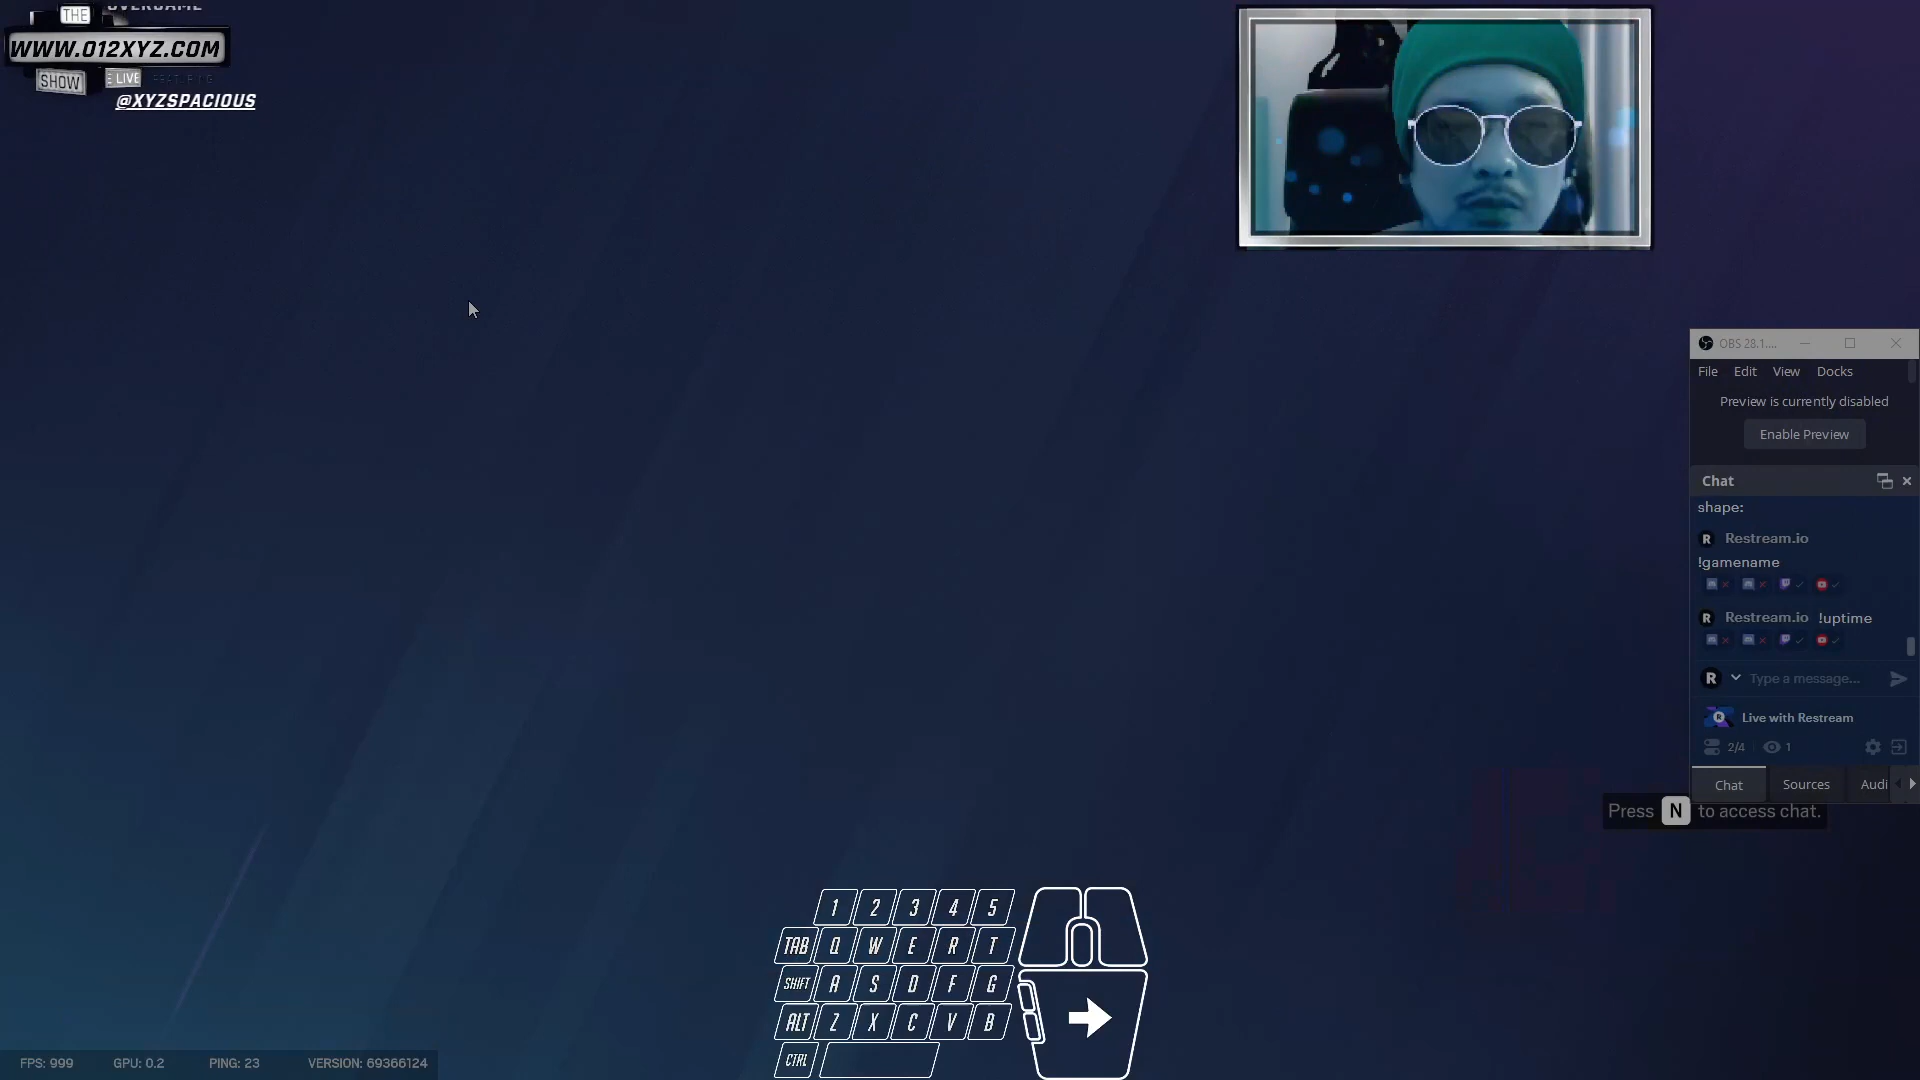 THE OVERGAME
WWW.012XYZ.COM
SHOW E LIVE FEATURING
@XYZSPACIOUS
OBS 28.1....
File Edit View Docks
Preview is currently disabled
Enable Preview
Chat
shape:
R Restream.io
!gamename
R Restream.io !uptime
R Type a message...
Live with Restream
2/4 1
Chat Sources Audi
Press N to access chat.
1 2 3 4 5
TAB Q W E R T
SHIFT A S D F G
ALT Z X C V B
CTRL
FPS: 999 GPU: 0.2 PING: 23 VERSION: 69366124